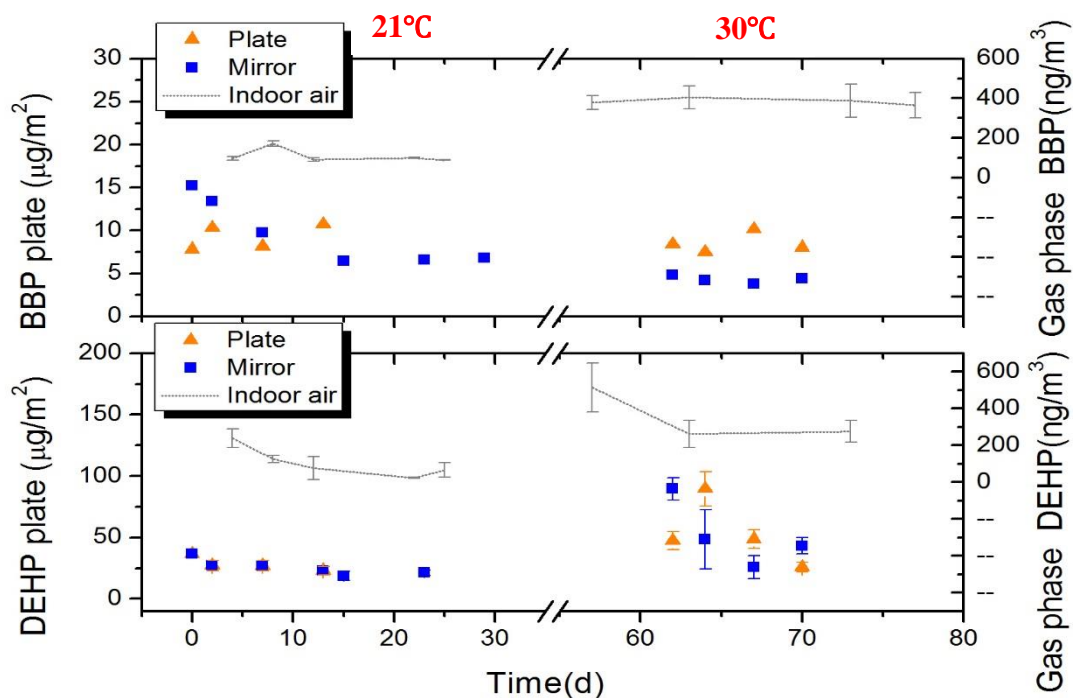 21℃ 30℃
Plate
Mirror
Indoor air
30
25
20
15
10
5
0
BBP plate (μg/m²)
600
400
200
0
--
--
--
Gas phase BBP(ng/m³)
Plate
Mirror
Indoor air
200
150
100
50
0
DEHP plate (μg/m²)
600
400
200
0
--
--
--
Gas phase DEHP(ng/m³)
0 10 20 30 60 70 80
Time(d)